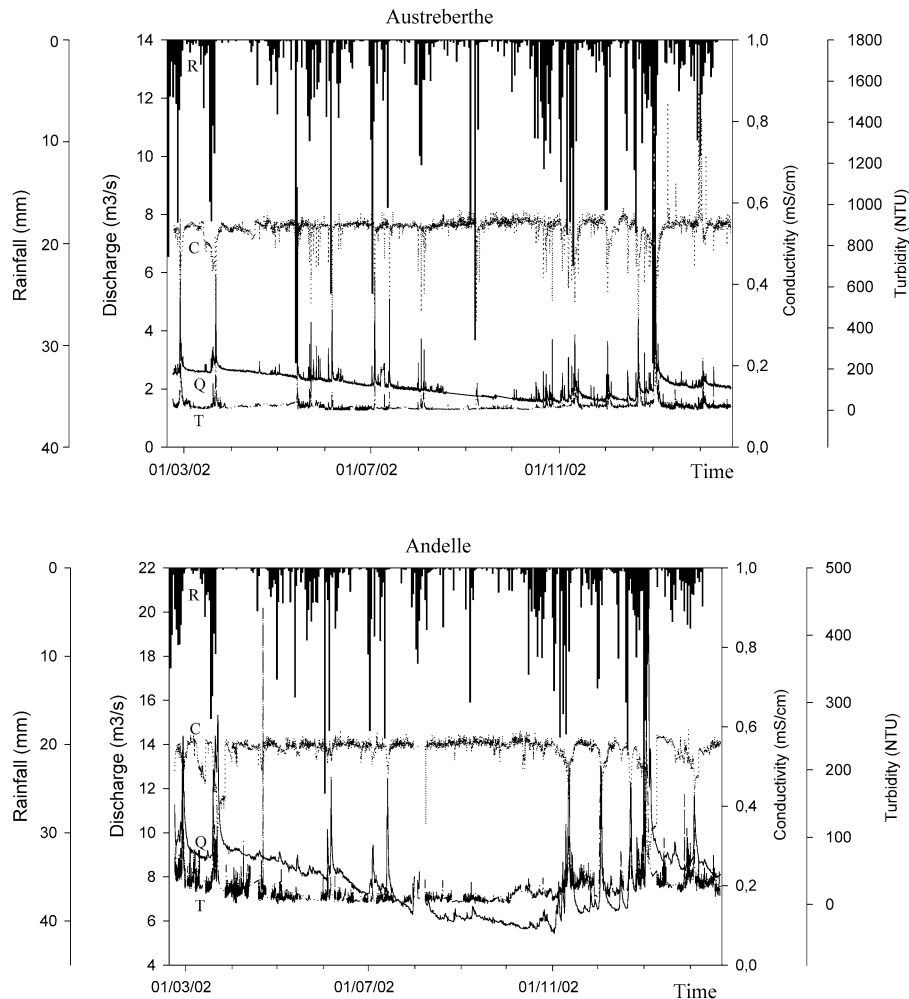 Austreberthe
0 14 1,0 1800
R
1600
12 0,8
1400
10 10 1200
0,6 1000
8
20 C 800
6 0,4 600
30 4 400
0,2 200
2 Q
0
T
40 0 0,0
Rainfall (mm)
Discharge (m3/s)
Conductivity (mS/cm)
Turbidity (NTU)
01/03/02 01/07/02 01/11/02 Time
Andelle
0 22 1,0 500
R
20
400
10 18 0,8
16 300
C 0,6
20 14
200
12
0,4
30 10 100
Q
8 0,2
T 0
40 6
4 0,0
Rainfall (mm)
Discharge (m3/s)
Conductivity (mS/cm)
Turbidity (NTU)
01/03/02 01/07/02 01/11/02 Time